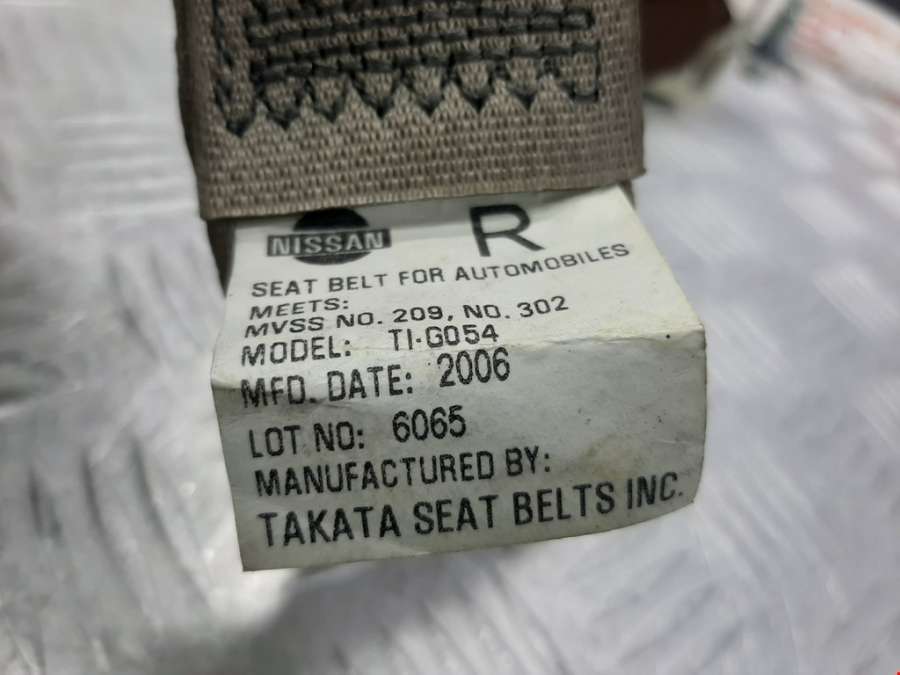 NISSAN R
SEAT BELT FOR AUTOMOBILES
MEETS:
MVSS NO. 209, NO. 302
MODEL: TI-G054
MFD. DATE: 2006
LOT NO: 6065
MANUFACTURED BY:
TAKATA SEAT BELTS INC.